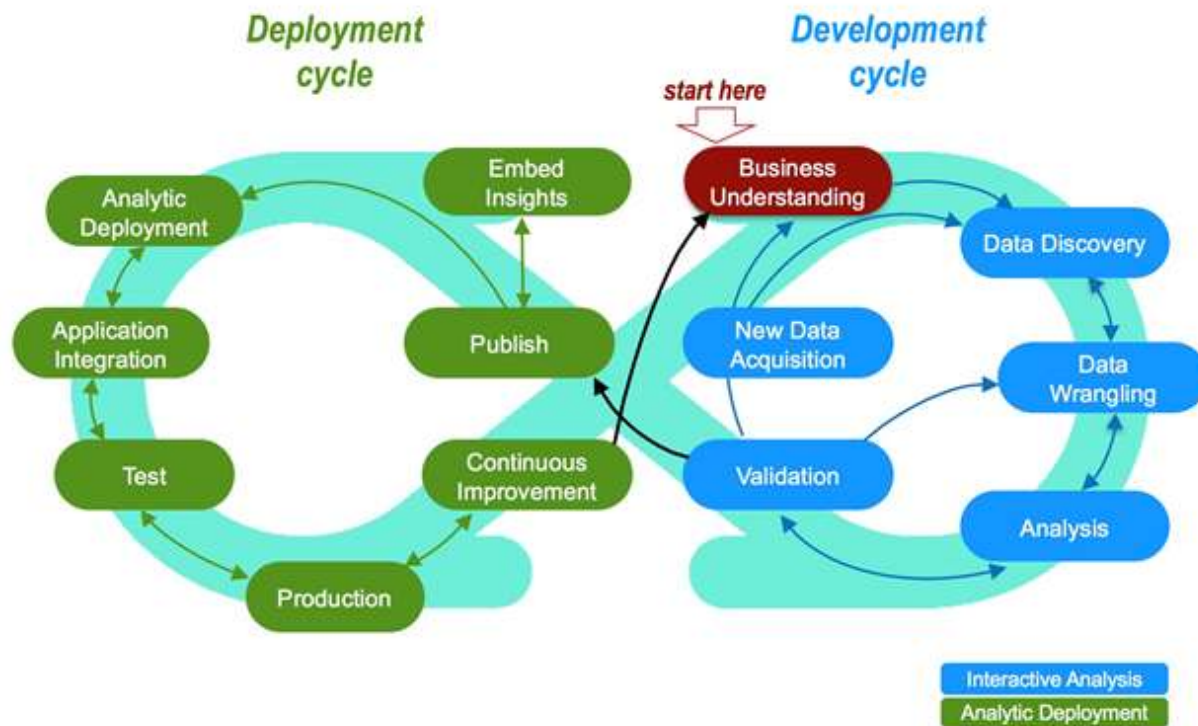 Deployment
cycle
Development
cycle
start here
Embed
Insights
Business
Understanding
Analytic
Deployment
Data Discovery
Application
Integration
Publish
New Data
Acquisition
Data
Wrangling
Test
Continuous
Improvement
Validation
Analysis
Production
Interactive Analysis
Analytic Deployment